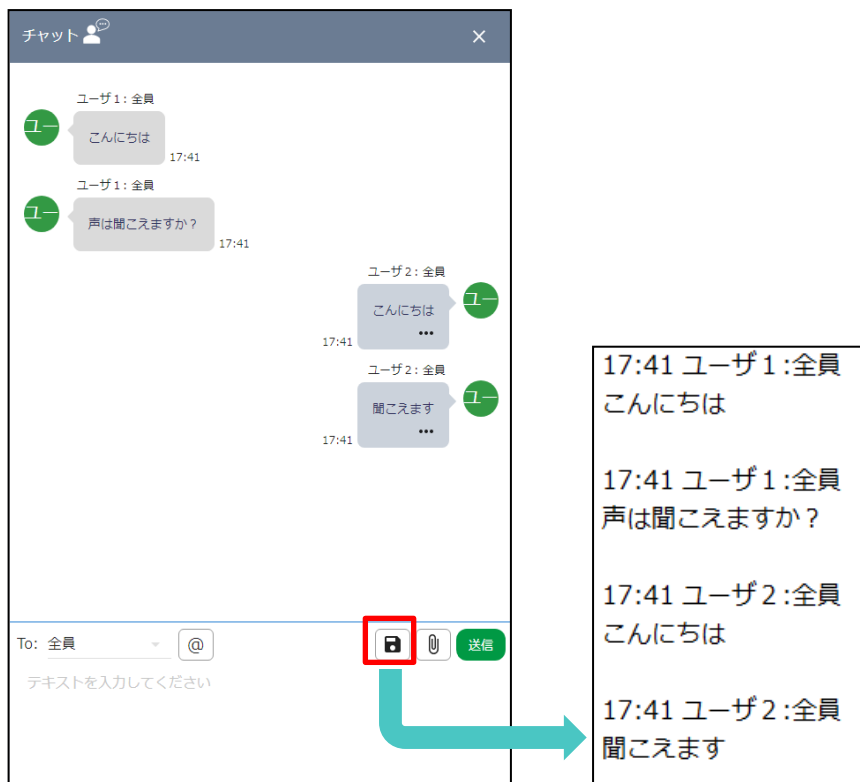 チャット
ユーザ1: 全員
ユー
こんにちは
17:41
ユーザ1: 全員
ユー
声は聞こえますか？
17:41
ユーザ2: 全員
ユー
こんにちは
•••
17:41
ユーザ2: 全員
ユー
聞こえます
•••
17:41
To: 全員 @ 送信
テキストを入力してください
17:41 ユーザ１:全員
こんにちは
17:41 ユーザ１:全員
声は聞こえますか？
17:41 ユーザ２:全員
こんにちは
17:41 ユーザ２:全員
聞こえます